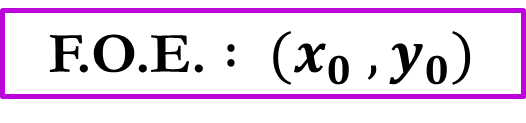 F.O.E. : (x₀ , y₀)